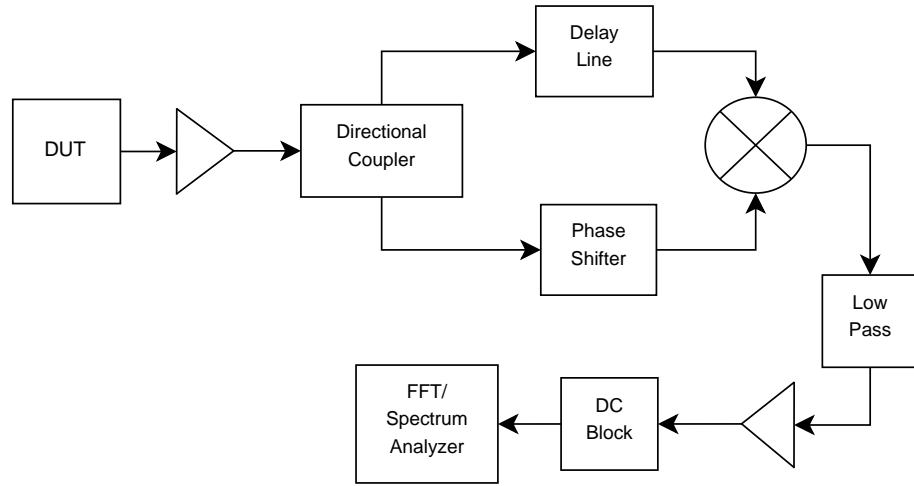 DUT
Directional
Coupler
Delay
Line
Phase
Shifter
Low
Pass
DC
Block
FFT/
Spectrum
Analyzer